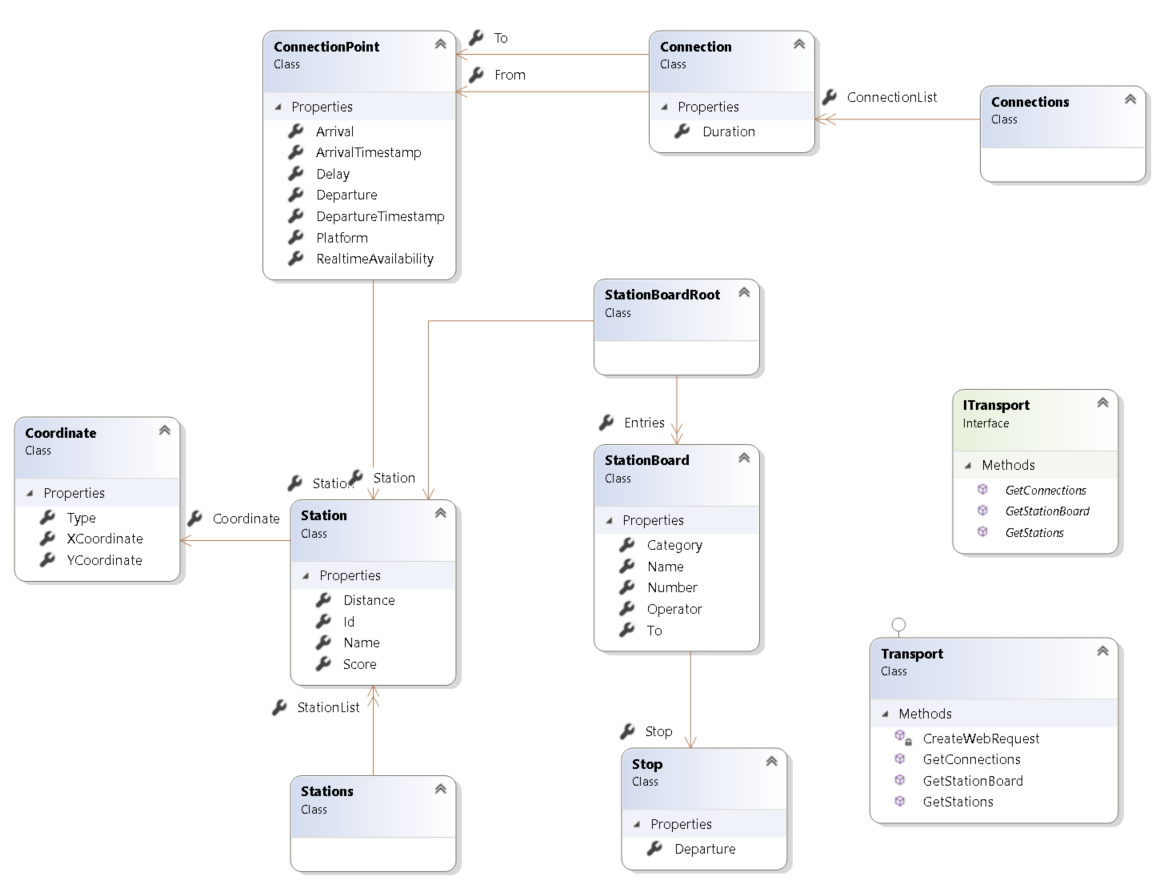 ConnectionPoint
Class
Properties
Arrival
ArrivalTimestamp
Delay
Departure
DepartureTimestamp
Platform
RealtimeAvailability
To
From
Connection
Class
Properties
Duration
ConnectionList
Connections
Class
StationBoardRoot
Class
Entries
Coordinate
Class
Properties
Type
XCoordinate
YCoordinate
Coordinate
Station
Station
Station
Class
Properties
Distance
Id
Name
Score
StationList
Stations
Class
StationBoard
Class
Properties
Category
Name
Number
Operator
To
Stop
Stop
Class
Properties
Departure
ITransport
Interface
Methods
GetConnections
GetStationBoard
GetStations
Transport
Class
Methods
CreateWebRequest
GetConnections
GetStationBoard
GetStations